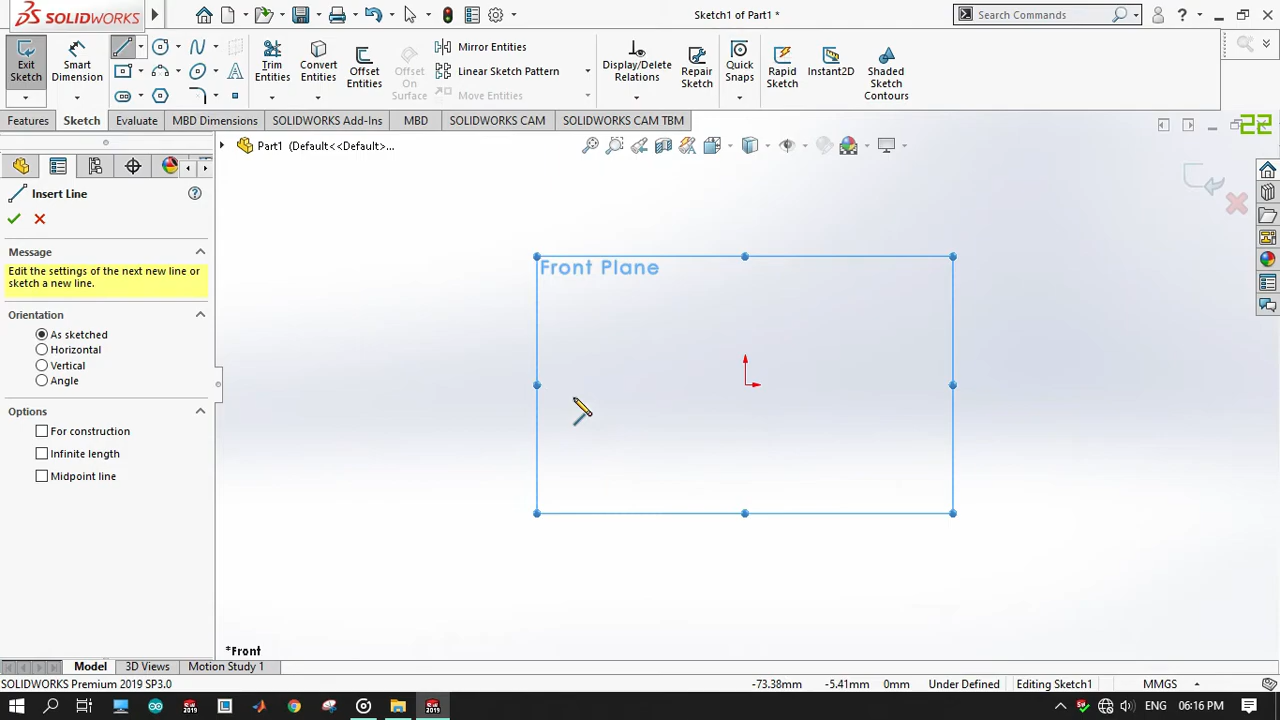 SOLIDWORKS
Sketch1 of Part1 *
Search Commands
Exit Sketch
Smart Dimension
Trim Entities
Convert Entities
Offset Entities
Offset On Surface
Mirror Entities
Linear Sketch Pattern
Move Entities
Display/Delete Relations
Repair Sketch
Quick Snaps
Rapid Sketch
Instant2D
Shaded Sketch Contours
Features
Sketch
Evaluate
MBD Dimensions
SOLIDWORKS Add-Ins
MBD
SOLIDWORKS CAM
SOLIDWORKS CAM TBM
22
Part1 (Default<<Default>...
Insert Line
Message
Edit the settings of the next new line or
sketch a new line.
Orientation
As sketched
Horizontal
Vertical
Angle
Options
For construction
Infinite length
Midpoint line
Front Plane
*Front
Model
3D Views
Motion Study 1
SOLIDWORKS Premium 2019 SP3.0
-73.38mm
-5.41mm
0mm
Under Defined
Editing Sketch1
MMGS
ENG
06:16 PM